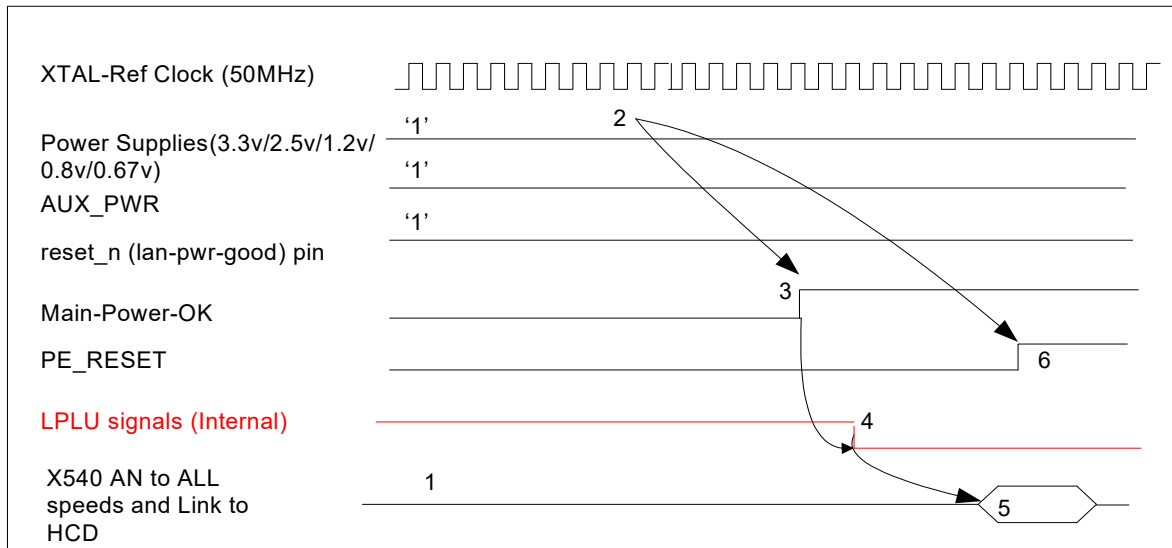 XTAL-Ref Clock (50MHz)
'1'
2
Power Supplies(3.3v/2.5v/1.2v/
0.8v/0.67v)
'1'
AUX_PWR
'1'
reset_n (lan-pwr-good) pin
3
Main-Power-OK
PE_RESET
6
LPLU signals (Internal)
4
X540 AN to ALL
speeds and Link to
HCD
1
5